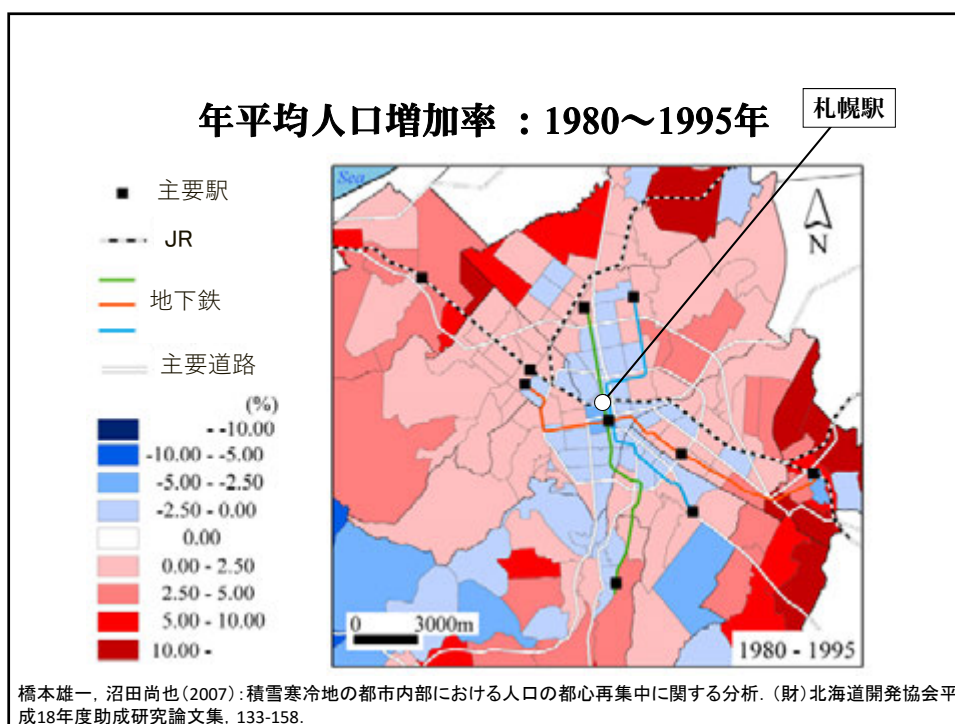 年平均人口増加率 ：1980～1995年
札幌駅
主要駅
JR
地下鉄
主要道路
(%)
- -10.00
-10.00 - -5.00
-5.00 - -2.50
-2.50 - 0.00
0.00
0.00 - 2.50
2.50 - 5.00
5.00 - 10.00
10.00 -
Sea
N
0 3000m
1980 - 1995
橋本雄一，沼田尚也（2007）：積雪寒冷地の都市内部における人口の都心再集中に関する分析．（財）北海道開発協会平
成18年度助成研究論文集，133-158．